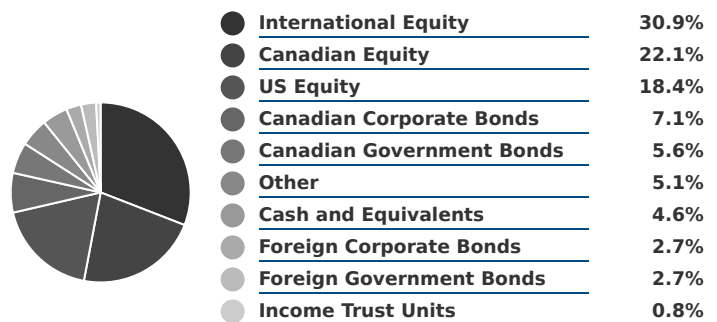 International Equity 30.9%
Canadian Equity 22.1%
US Equity 18.4%
Canadian Corporate Bonds 7.1%
Canadian Government Bonds 5.6%
Other 5.1%
Cash and Equivalents 4.6%
Foreign Corporate Bonds 2.7%
Foreign Government Bonds 2.7%
Income Trust Units 0.8%